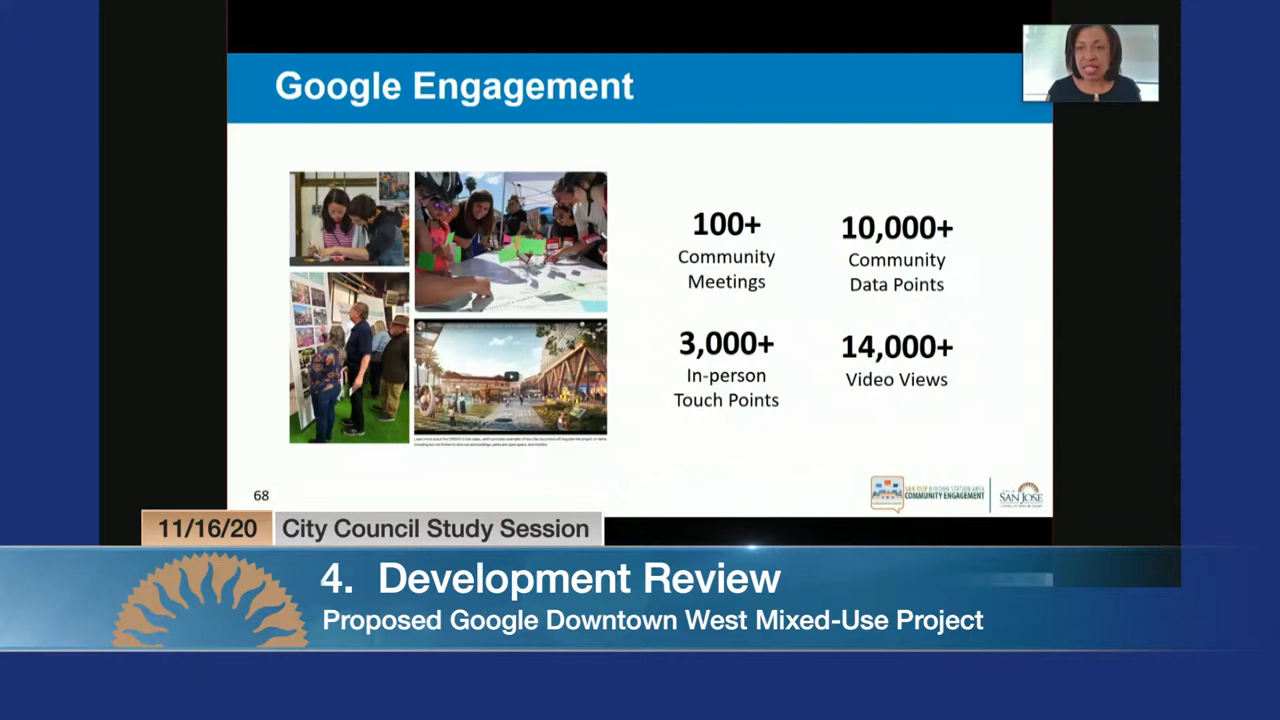 Google Engagement
100+
Community
Meetings
10,000+
Community
Data Points
3,000+
In-person
Touch Points
14,000+
Video Views
68
COMMUNITY ENGAGEMENT
SAN JOSE
11/16/20
City Council Study Session
4. Development Review
Proposed Google Downtown West Mixed-Use Project